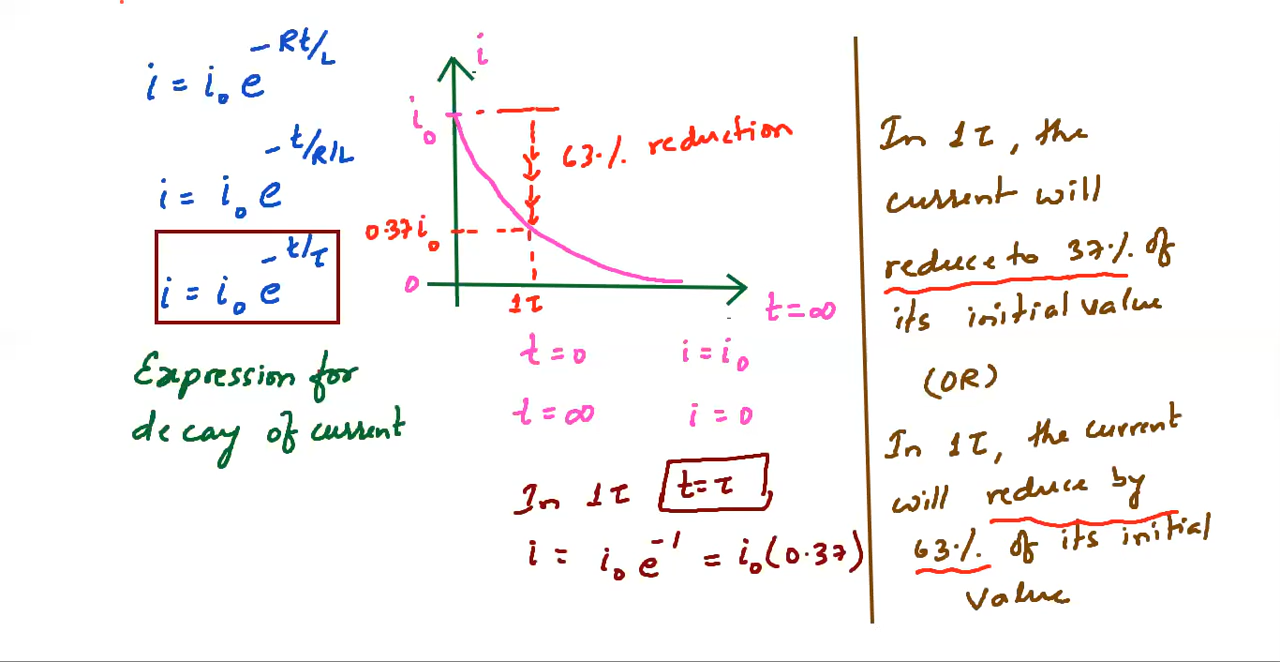 i = i₀ e^(-Rt/L)
i = i₀ e^(-t/R/L)
i = i₀ e^(-t/τ)
Expression for
decay of current
i
i₀
63·/. reduction
0.37i₀
0
1τ
t=∞
t=0 i=i₀
t=∞ i=0
In 1τ t=τ,
i = i₀ e^(-1) = i₀(0.37)
In 1τ, the
current will
reduce to 37·/. of
its initial value
(OR)
In 1τ, the current
will reduce by
63·/. of its initial
value